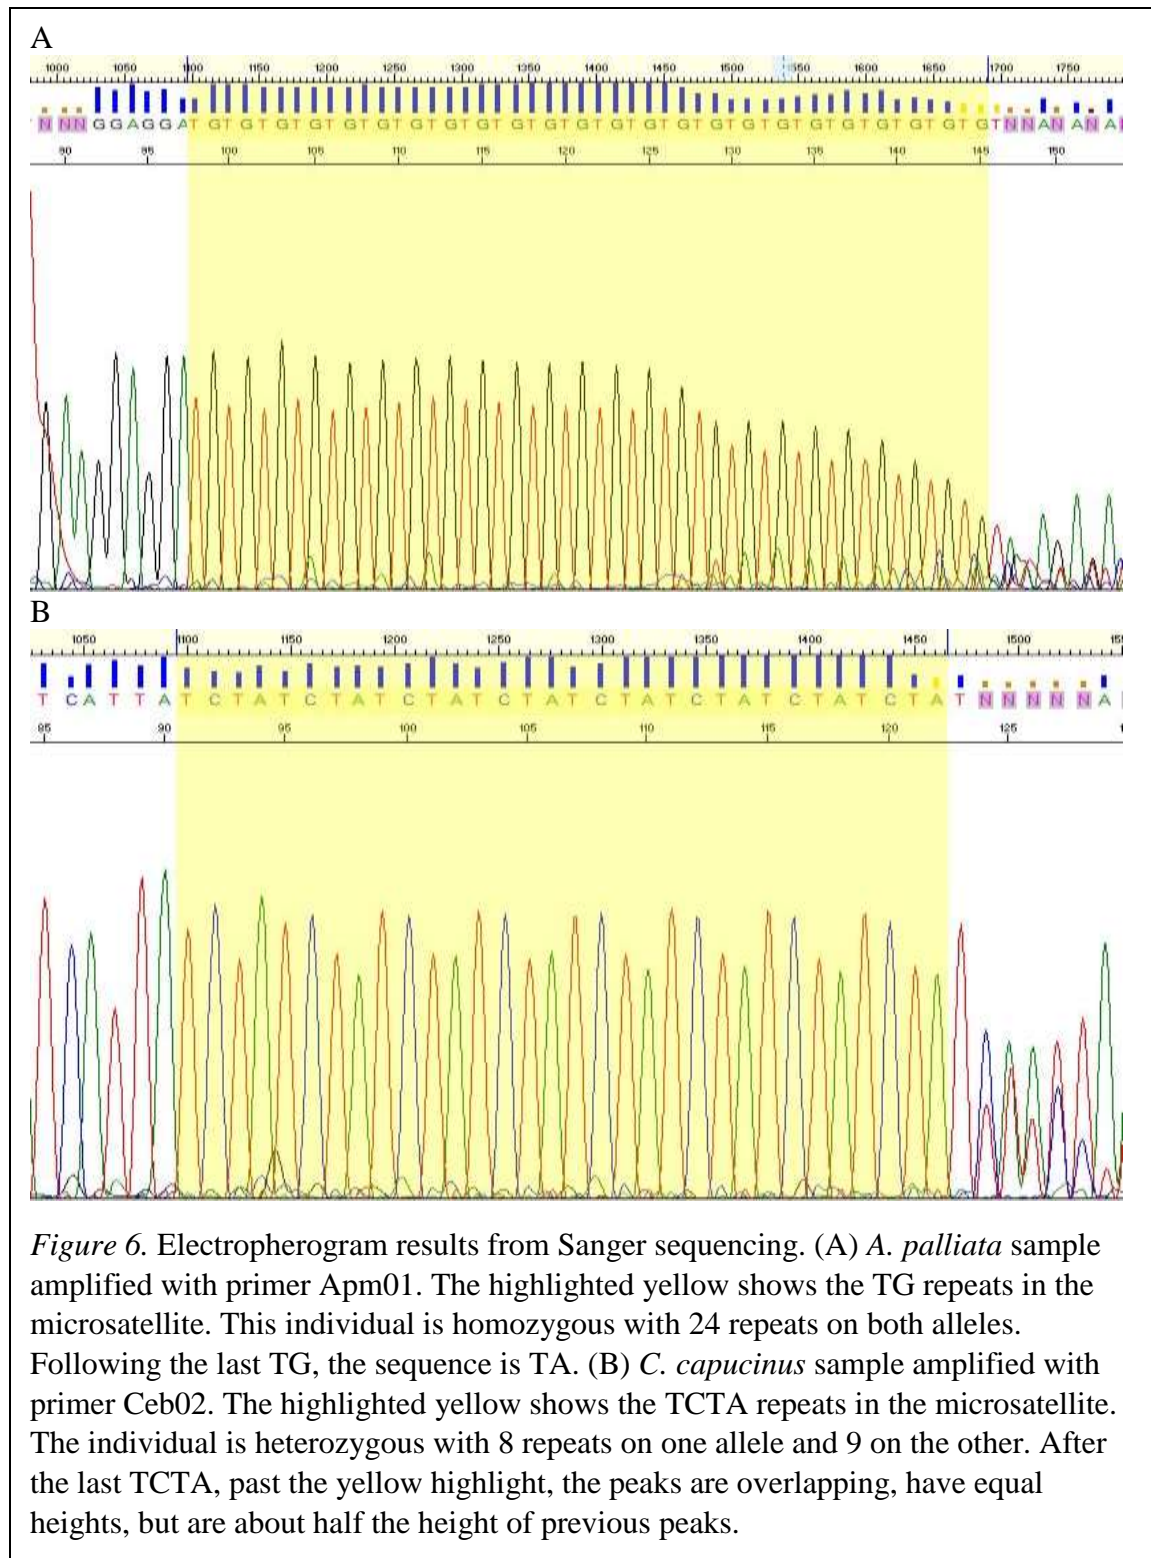 A
1000 1050 1100 1150 1200 1250 1300 1350 1400 1450 1500 1550 1600 1650 1700 1750
N N N G G A G G A T G T G T G T G T G T G T G T G T G T G T G T G T G T G T G T G T G T G T G T G T G T G T G T G T N N A N A N A
90 95 100 105 110 115 120 125 130 135 140 145 150
B
1050 1100 1150 1200 1250 1300 1350 1400 1450 1500
T C A T T A T C T A T C T A T C T A T C T A T C T A T C T A T C T A T C T A T N N N N N A
85 90 95 100 105 110 115 120 125
Figure 6. Electropherogram results from Sanger sequencing. (A) A. palliata sample
amplified with primer Apm01. The highlighted yellow shows the TG repeats in the
microsatellite. This individual is homozygous with 24 repeats on both alleles.
Following the last TG, the sequence is TA. (B) C. capucinus sample amplified with
primer Ceb02. The highlighted yellow shows the TCTA repeats in the microsatellite.
The individual is heterozygous with 8 repeats on one allele and 9 on the other. After
the last TCTA, past the yellow highlight, the peaks are overlapping, have equal
heights, but are about half the height of previous peaks.